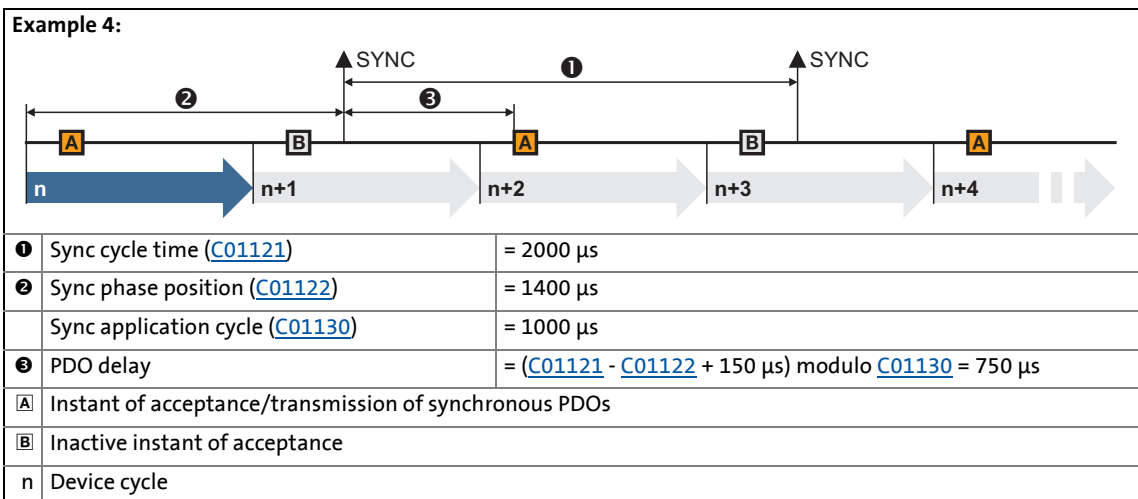 Example 4:
SYNC ❶ SYNC
❷ ❸
A B A B A
n n+1 n+2 n+3 n+4
❶ Sync cycle time (C01121) = 2000 µs
❷ Sync phase position (C01122) = 1400 µs
Sync application cycle (C01130) = 1000 µs
❸ PDO delay = (C01121 - C01122 + 150 µs) modulo C01130 = 750 µs
A Instant of acceptance/transmission of synchronous PDOs
B Inactive instant of acceptance
n Device cycle